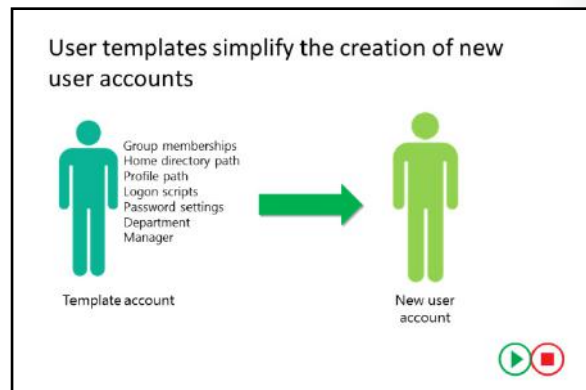 User templates simplify the creation of new
user accounts
Group memberships
Home directory path
Profile path
Logon scripts
Password settings
Department
Manager
Template account
New user
account